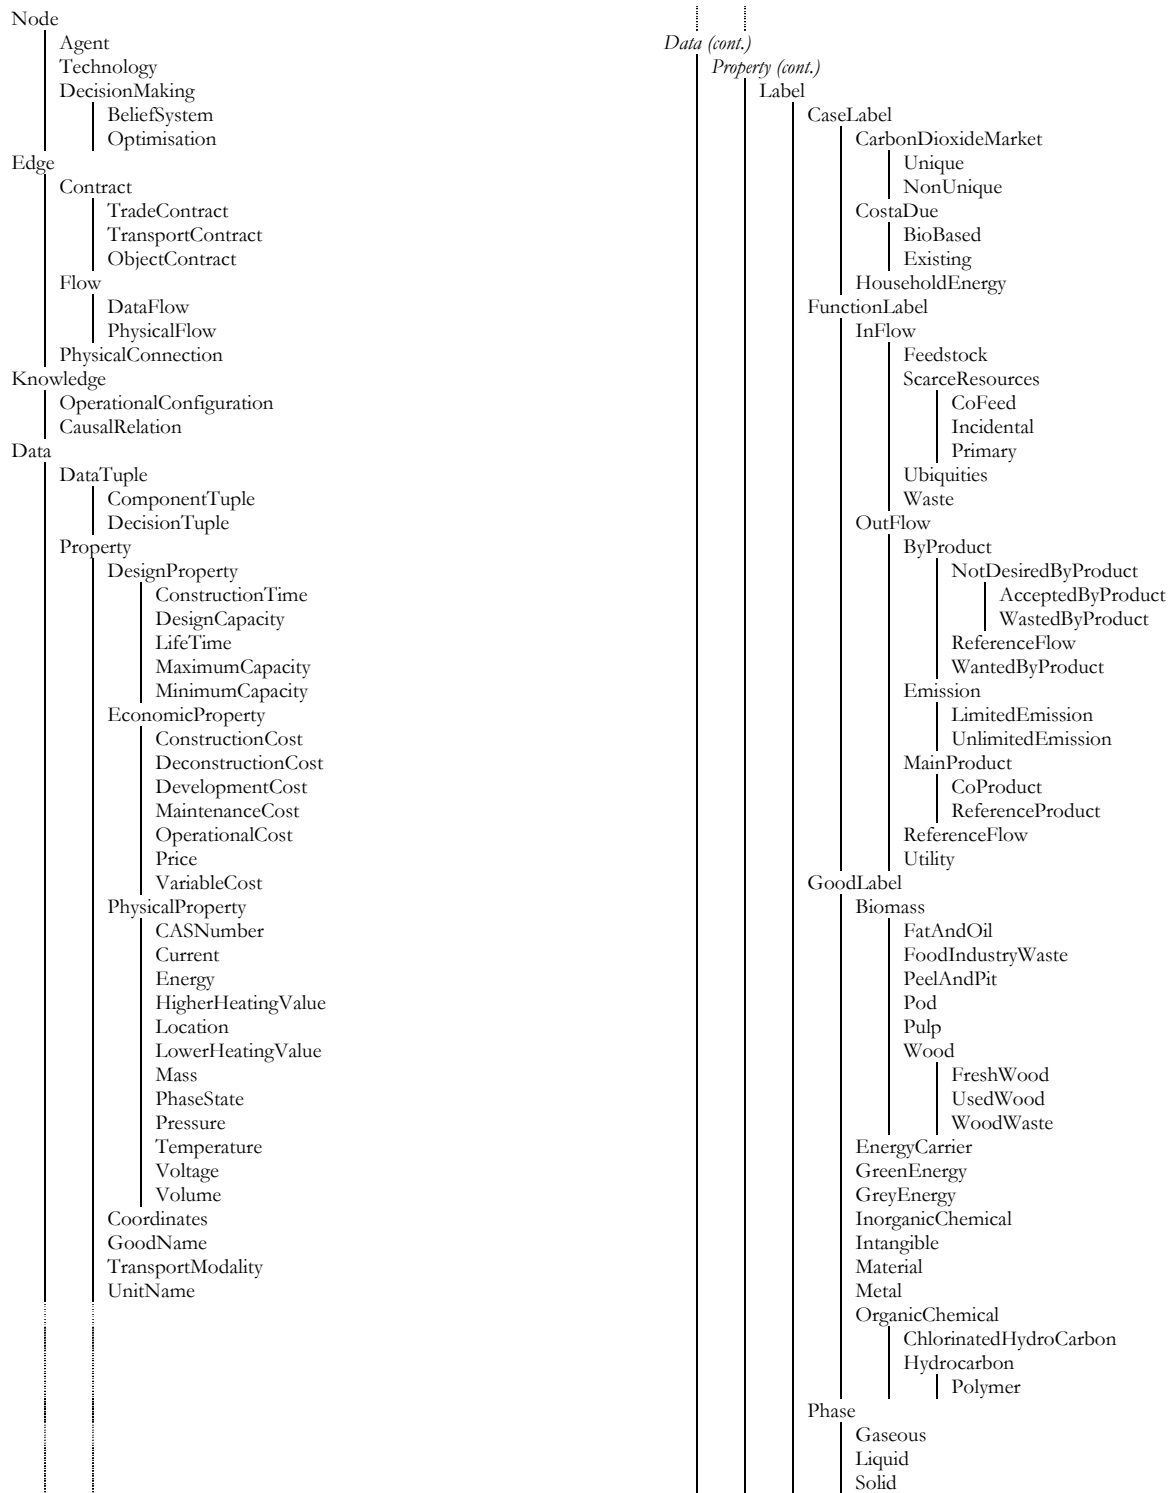 Node
Agent
Technology
DecisionMaking
BeliefSystem
Optimisation
Edge
Contract
TradeContract
TransportContract
ObjectContract
Flow
DataFlow
PhysicalFlow
PhysicalConnection
Knowledge
OperationalConfiguration
CausalRelation
Data
DataTuple
ComponentTuple
DecisionTuple
Property
DesignProperty
ConstructionTime
DesignCapacity
LifeTime
MaximumCapacity
MinimumCapacity
EconomicProperty
ConstructionCost
DeconstructionCost
DevelopmentCost
MaintenanceCost
OperationalCost
Price
VariableCost
PhysicalProperty
CASNumber
Current
Energy
HigherHeatingValue
Location
LowerHeatingValue
Mass
PhaseState
Pressure
Temperature
Voltage
Volume
Coordinates
GoodName
TransportModality
UnitName
Data (cont.)
Property (cont.)
Label
CaseLabel
CarbonDioxideMarket
Unique
NonUnique
CostaDue
BioBased
Existing
HouseholdEnergy
FunctionLabel
InFlow
Feedstock
ScarceResources
CoFeed
Incidental
Primary
Ubiquities
Waste
OutFlow
ByProduct
NotDesiredByProduct
AcceptedByProduct
WastedByProduct
ReferenceFlow
WantedByProduct
Emission
LimitedEmission
UnlimitedEmission
MainProduct
CoProduct
ReferenceProduct
ReferenceFlow
Utility
GoodLabel
Biomass
FatAndOil
FoodIndustryWaste
PeelAndPit
Pod
Pulp
Wood
FreshWood
UsedWood
WoodWaste
EnergyCarrier
GreenEnergy
GreyEnergy
InorganicChemical
Intangible
Material
Metal
OrganicChemical
ChlorinatedHydroCarbon
Hydrocarbon
Polymer
Phase
Gaseous
Liquid
Solid